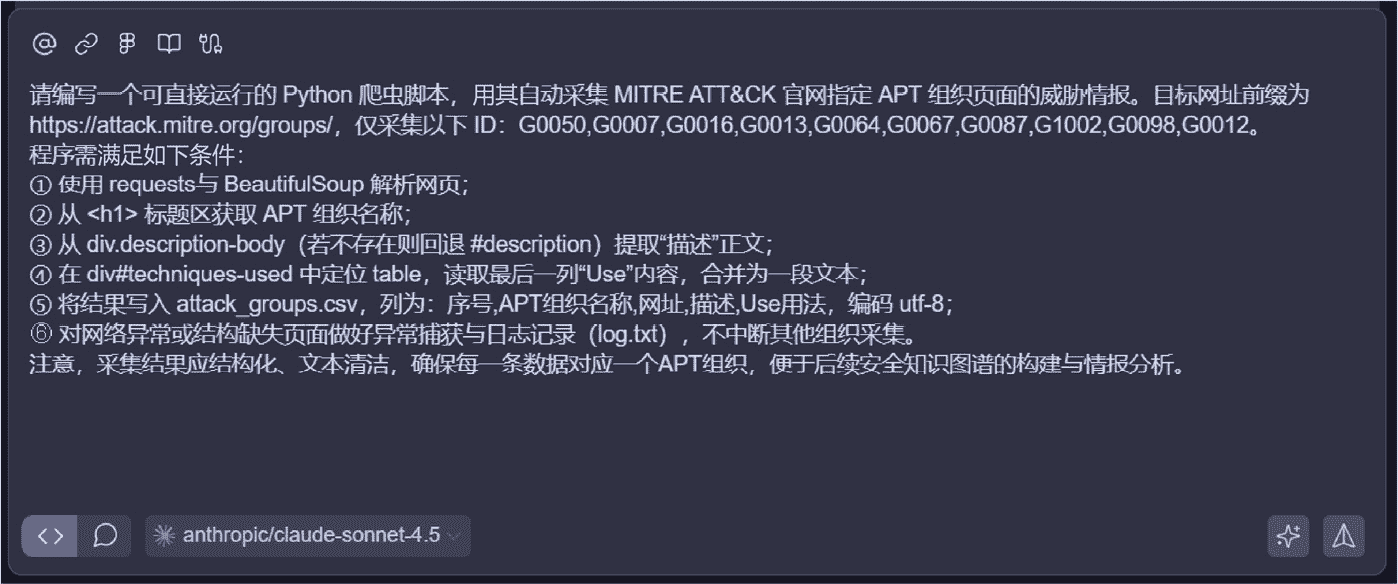 请编写一个可直接运行的 Python 爬虫脚本，用其自动采集 MITRE ATT&CK 官网指定 APT 组织页面的威胁情报。目标网址前缀为
https://attack.mitre.org/groups/，仅采集以下 ID：G0050,G0007,G0016,G0013,G0064,G0067,G0087,G1002,G0098,G0012。
程序需满足如下条件：
① 使用 requests与 BeautifulSoup 解析网页；
② 从 <h1> 标题区获取 APT 组织名称；
③ 从 div.description-body（若不存在则回退 #description）提取“描述”正文；
④ 在 div#techniques-used 中定位 table，读取最后一列“Use”内容，合并为一段文本；
⑤ 将结果写入 attack_groups.csv，列为：序号,APT组织名称,网址,描述,Use用法，编码 utf-8；
⑥ 对网络异常或结构缺失页面做好异常捕获与日志记录（log.txt），不中断其他组织采集。
注意，采集结果应结构化、文本清洁，确保每一条数据对应一个APT组织，便于后续安全知识图谱的构建与情报分析。
anthropic/claude-sonnet-4.5